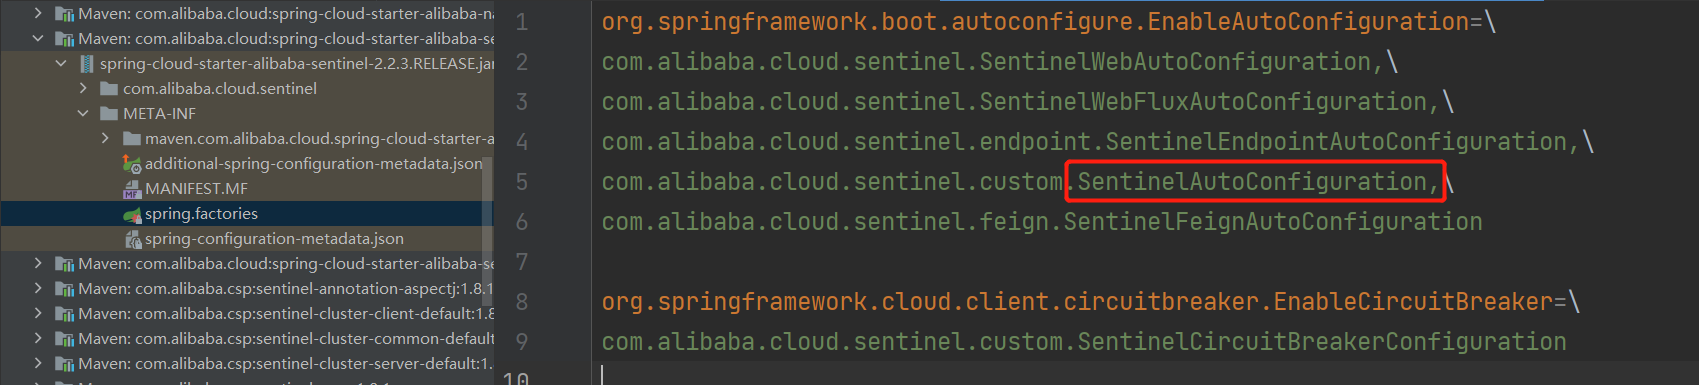 Maven: com.alibaba.cloud:spring-cloud-starter-alibaba-na
Maven: com.alibaba.cloud:spring-cloud-starter-alibaba-se
spring-cloud-starter-alibaba-sentinel-2.2.3.RELEASE.jar
com.alibaba.cloud.sentinel
META-INF
maven.com.alibaba.cloud.spring-cloud-starter-a
additional-spring-configuration-metadata.json
MANIFEST.MF
spring.factories
spring-configuration-metadata.json
Maven: com.alibaba.cloud:spring-cloud-starter-alibaba-se
Maven: com.alibaba.csp:sentinel-annotation-aspectj:1.8.1
Maven: com.alibaba.csp:sentinel-cluster-client-default:1.8
Maven: com.alibaba.csp:sentinel-cluster-common-default
Maven: com.alibaba.csp:sentinel-cluster-server-default:1.
1 org.springframework.boot.autoconfigure.EnableAutoConfiguration=\
2 com.alibaba.cloud.sentinel.SentinelWebAutoConfiguration,\
3 com.alibaba.cloud.sentinel.SentinelWebFluxAutoConfiguration,\
4 com.alibaba.cloud.sentinel.endpoint.SentinelEndpointAutoConfiguration,\
5 com.alibaba.cloud.sentinel.custom.SentinelAutoConfiguration,\
6 com.alibaba.cloud.sentinel.feign.SentinelFeignAutoConfiguration
7
8 org.springframework.cloud.client.circuitbreaker.EnableCircuitBreaker=\
9 com.alibaba.cloud.sentinel.custom.SentinelCircuitBreakerConfiguration
10